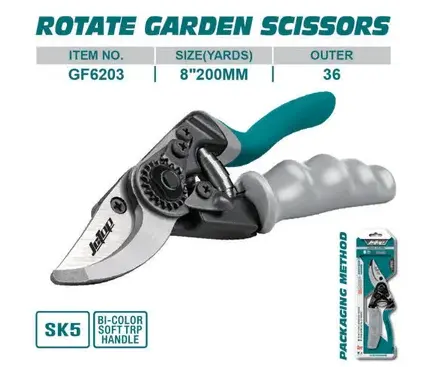 ROTATE GARDEN SCISSORS
ITEM NO. SIZE(YARDS) OUTER
GF6203 8"200MM 36
JeTop
SK5
BI-COLOR
SOFT TRP
HANDLE
PACKAGING METHOD